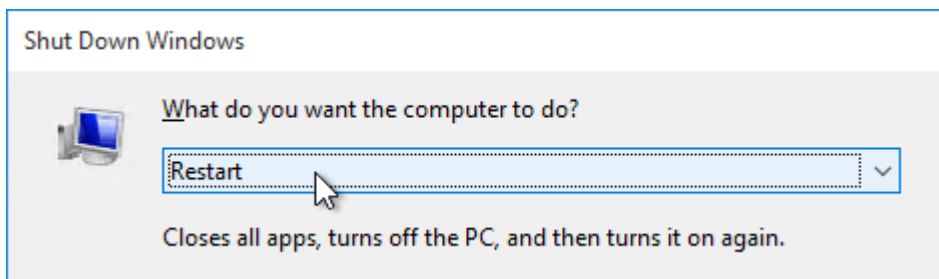 Shut Down Windows
What do you want the computer to do?
Restart
Closes all apps, turns off the PC, and then turns it on again.